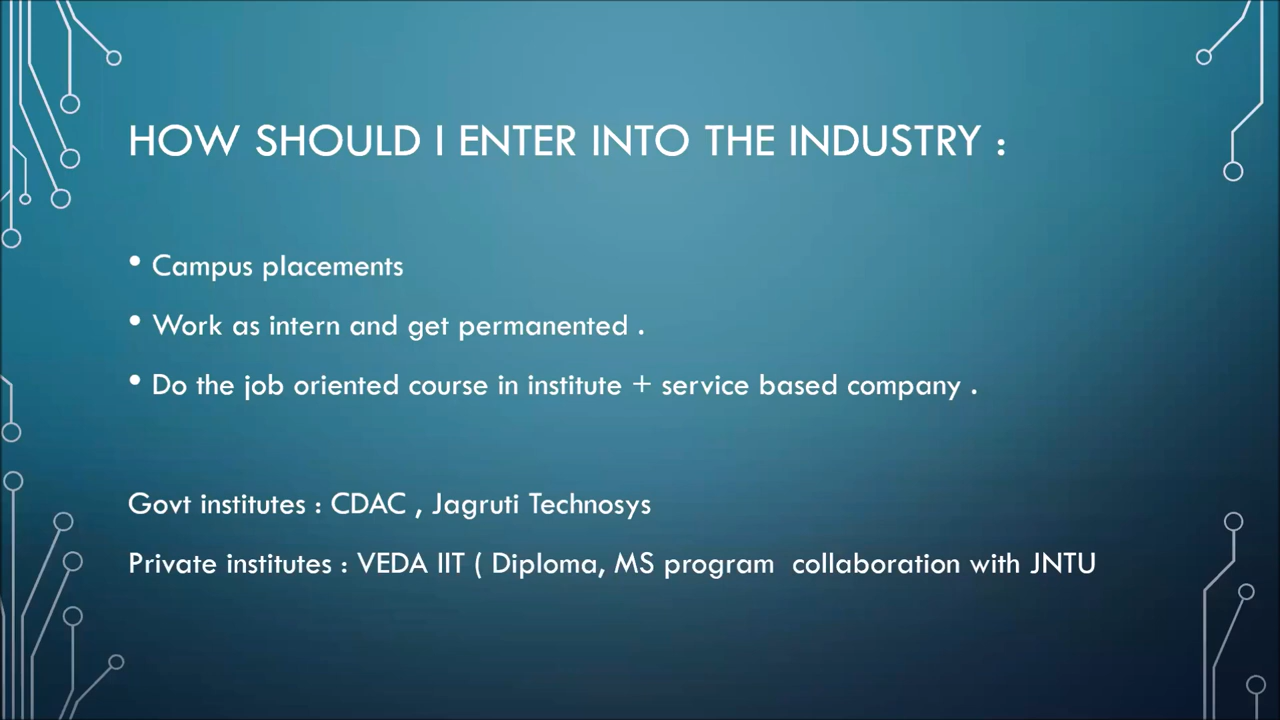 HOW SHOULD I ENTER INTO THE INDUSTRY :
• Campus placements
• Work as intern and get permanented .
• Do the job oriented course in institute + service based company .
Govt institutes : CDAC , Jagruti Technosys
Private institutes : VEDA IIT ( Diploma, MS program  collaboration with JNTU